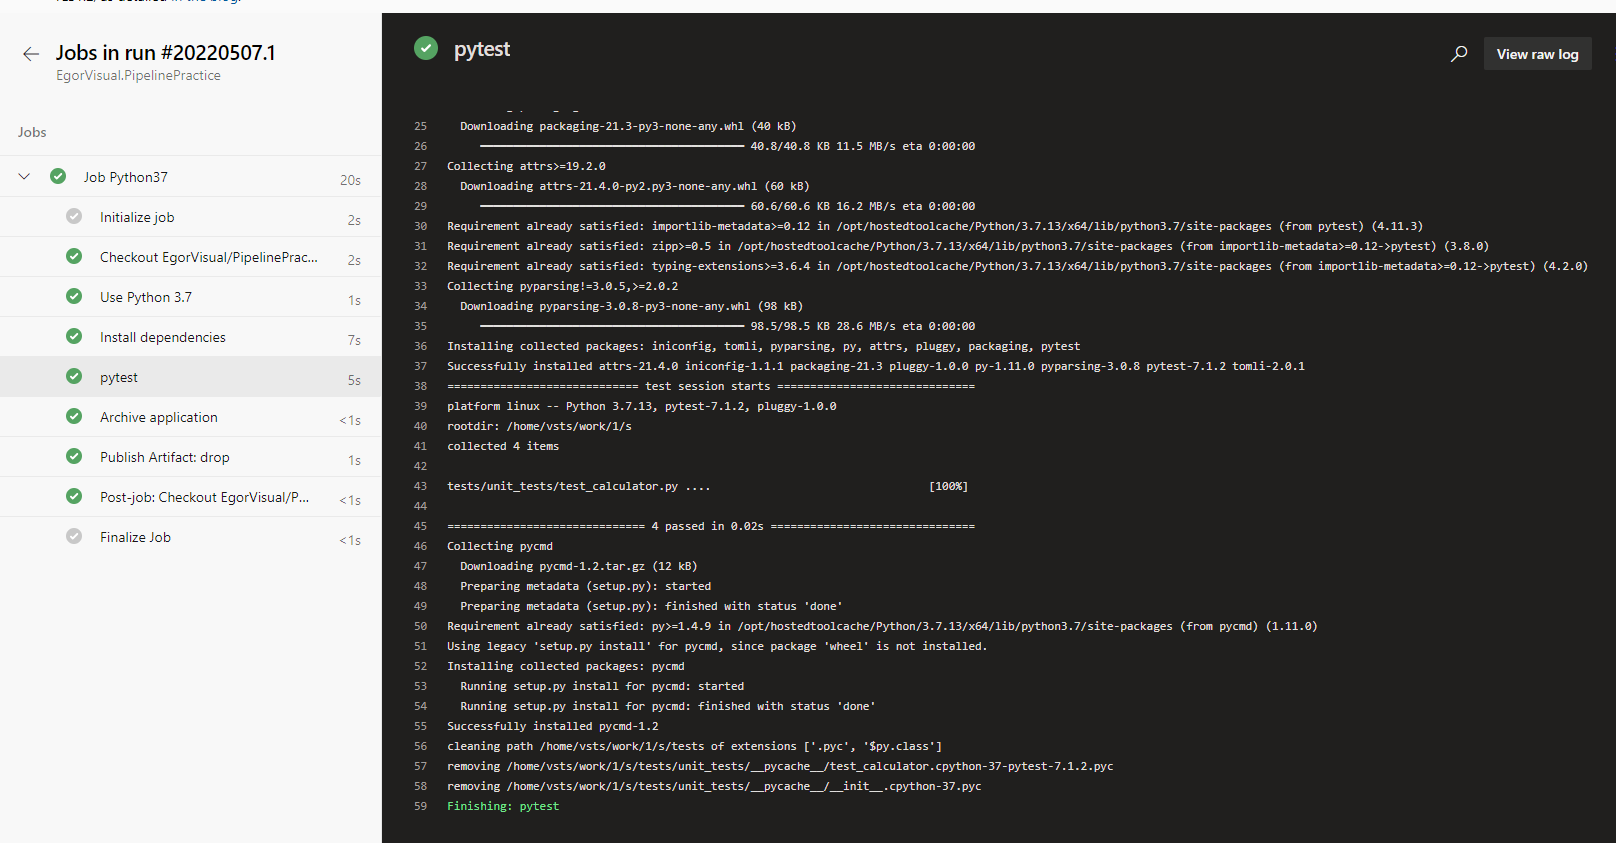 in the blog.
Jobs in run #20220507.1
EgorVisual.PipelinePractice
Jobs
Job Python37 20s
Initialize job 2s
Checkout EgorVisual/PipelinePrac... 2s
Use Python 3.7 1s
Install dependencies 7s
pytest 5s
Archive application <1s
Publish Artifact: drop 1s
Post-job: Checkout EgorVisual/P... <1s
Finalize Job <1s
pytest
View raw log
25 Downloading packaging-21.3-py3-none-any.whl (40 kB)
26 ━━━━━━━━━━━━━━━━━━━━━━━━━━━━━━━━━━━━━━━━ 40.8/40.8 KB 11.5 MB/s eta 0:00:00
27 Collecting attrs>=19.2.0
28 Downloading attrs-21.4.0-py2.py3-none-any.whl (60 kB)
29 ━━━━━━━━━━━━━━━━━━━━━━━━━━━━━━━━━━━━━━━━ 60.6/60.6 KB 16.2 MB/s eta 0:00:00
30 Requirement already satisfied: importlib-metadata>=0.12 in /opt/hostedtoolcache/Python/3.7.13/x64/lib/python3.7/site-packages (from pytest) (4.11.3)
31 Requirement already satisfied: zipp>=0.5 in /opt/hostedtoolcache/Python/3.7.13/x64/lib/python3.7/site-packages (from importlib-metadata>=0.12->pytest) (3.8.0)
32 Requirement already satisfied: typing-extensions>=3.6.4 in /opt/hostedtoolcache/Python/3.7.13/x64/lib/python3.7/site-packages (from importlib-metadata>=0.12->pytest) (4.2.0)
33 Collecting pyparsing!=3.0.5,>=2.0.2
34 Downloading pyparsing-3.0.8-py3-none-any.whl (98 kB)
35 ━━━━━━━━━━━━━━━━━━━━━━━━━━━━━━━━━━━━━━━━ 98.5/98.5 KB 28.6 MB/s eta 0:00:00
36 Installing collected packages: iniconfig, tomli, pyparsing, py, attrs, pluggy, packaging, pytest
37 Successfully installed attrs-21.4.0 iniconfig-1.1.1 packaging-21.3 pluggy-1.0.0 py-1.11.0 pyparsing-3.0.8 pytest-7.1.2 tomli-2.0.1
38 ============================= test session starts ==============================
39 platform linux -- Python 3.7.13, pytest-7.1.2, pluggy-1.0.0
40 rootdir: /home/vsts/work/1/s
41 collected 4 items
42
43 tests/unit_tests/test_calculator.py .... [100%]
44
45 ============================== 4 passed in 0.02s ===============================
46 Collecting pycmd
47 Downloading pycmd-1.2.tar.gz (12 kB)
48 Preparing metadata (setup.py): started
49 Preparing metadata (setup.py): finished with status 'done'
50 Requirement already satisfied: py>=1.4.9 in /opt/hostedtoolcache/Python/3.7.13/x64/lib/python3.7/site-packages (from pycmd) (1.11.0)
51 Using legacy 'setup.py install' for pycmd, since package 'wheel' is not installed.
52 Installing collected packages: pycmd
53 Running setup.py install for pycmd: started
54 Running setup.py install for pycmd: finished with status 'done'
55 Successfully installed pycmd-1.2
56 cleaning path /home/vsts/work/1/s/tests of extensions ['.pyc', '$py.class']
57 removing /home/vsts/work/1/s/tests/unit_tests/__pycache__/test_calculator.cpython-37-pytest-7.1.2.pyc
58 removing /home/vsts/work/1/s/tests/unit_tests/__pycache__/__init__.cpython-37.pyc
59 Finishing: pytest